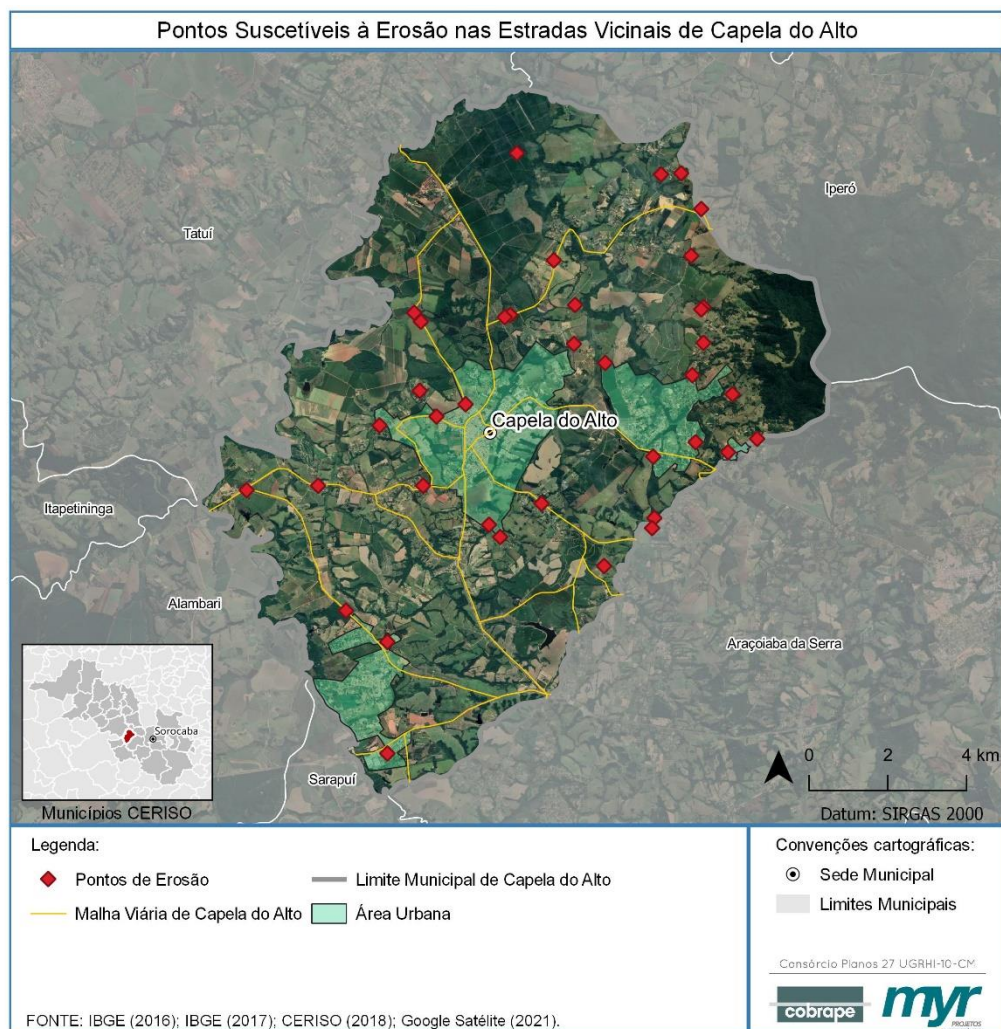 Pontos Suscetíveis à Erosão nas Estradas Vicinais de Capela do Alto
Iperó
Tatuí
Capela do Alto
Itapetininga
Alambari
Araçoiaba da Serra
Sorocaba
Sarapuí
Municípios CERISO
0 2 4 km
Datum: SIRGAS 2000
Legenda:
Pontos de Erosão
Limite Municipal de Capela do Alto
Malha Viária de Capela do Alto
Área Urbana
FONTE: IBGE (2016); IBGE (2017); CERISO (2018); Google Satélite (2021).
Convenções cartográficas:
Sede Municipal
Limites Municipais
Consórcio Planos 27 UGRHI-10-CM
cobrape
myr
PROJETOS